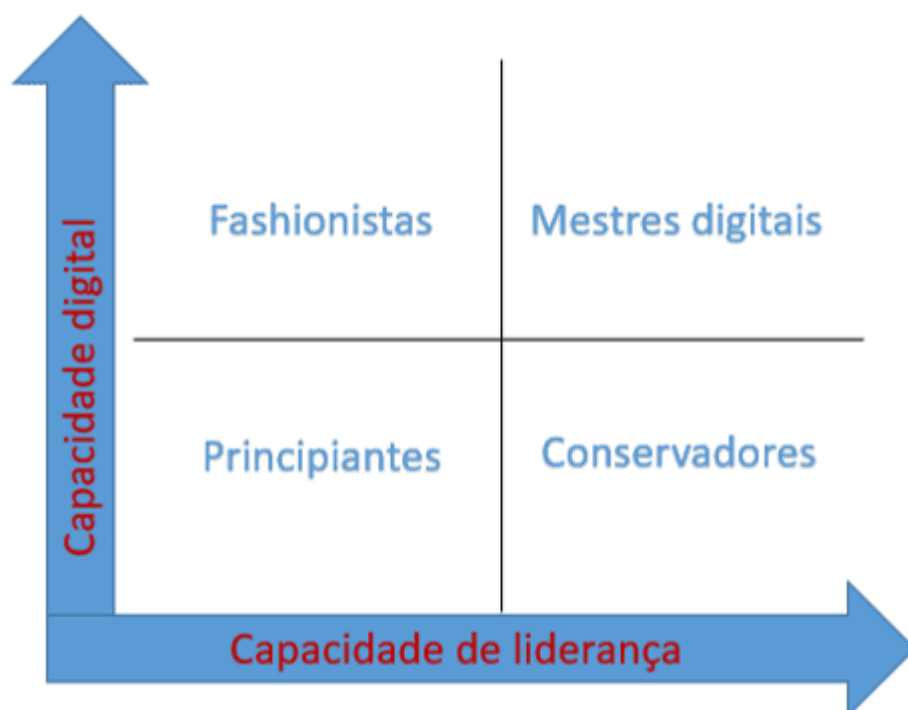 Capacidade digital
Fashionistas
Mestres digitais
Principiantes
Conservadores
Capacidade de liderança